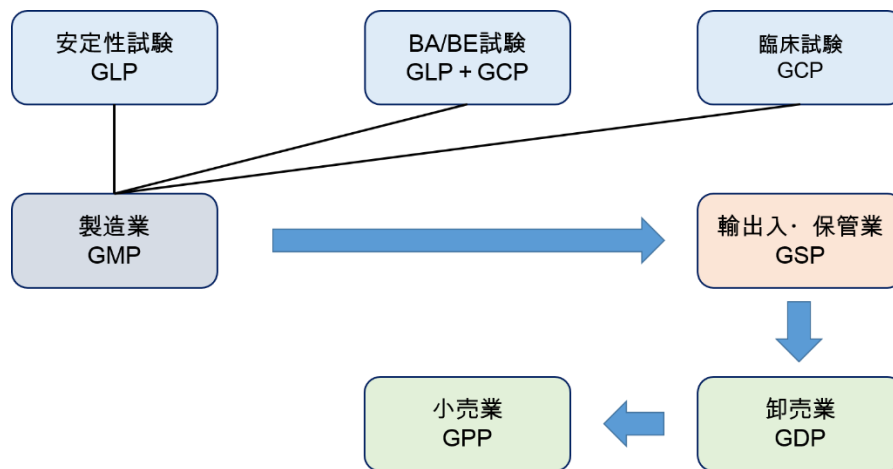 安定性試験
GLP
BA/BE試験
GLP + GCP
臨床試験
GCP
製造業
GMP
輸出入・保管業
GSP
小売業
GPP
卸売業
GDP